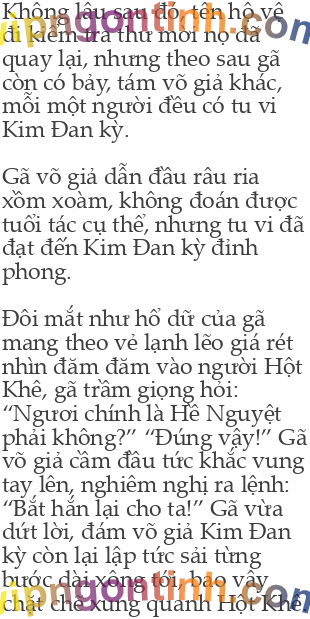 Không lâu sau đó, tên hộ vệ
đi kiểm tra thư mời nọ đã
quay lại, nhưng theo sau gã
còn có bảy, tám võ giả khác,
mỗi một người đều có tu vi
Kim Đan kỳ.

Gã võ giả dẫn đầu râu ria
xồm xoàm, không đoán được
tuổi tác cụ thể, nhưng tu vi đã
đạt đến Kim Đan kỳ đỉnh
phong.

Đôi mắt như hổ dữ của gã
mang theo vẻ lạnh lẽo giá rét
nhìn đăm đăm vào người Hột
Khê, gã trầm giọng hỏi:
“Ngươi chính là Hề Nguyệt
phải không?” “Đúng vậy!” Gã
võ giả cầm đầu tức khắc vung
tay lên, nghiêm nghị ra lệnh:
“Bắt hắn lại cho ta!” Gã vừa
dứt lời, đám võ giả Kim Đan
kỳ còn lại lập tức sải từng
bước dài xông tới, bao vây
chặt chẽ xung quanh Hột Khê
vipngontinh.com
vipngontinh.com